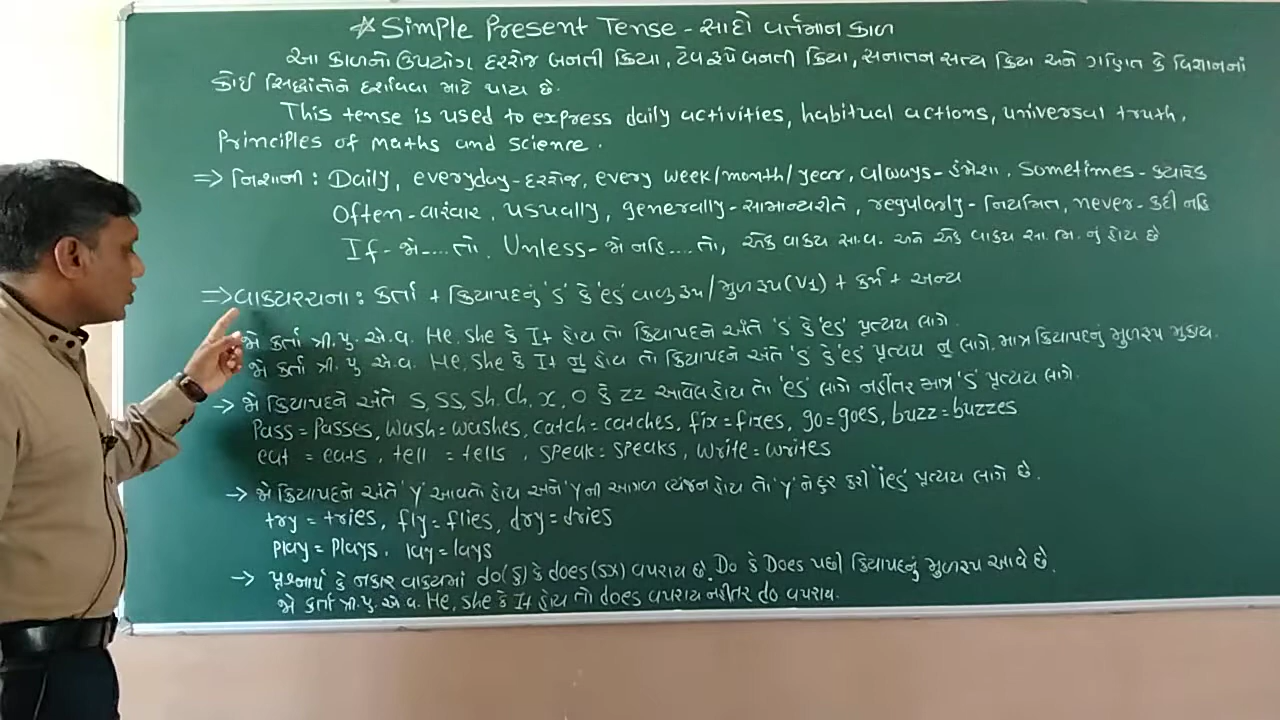 ☆ Simple Present Tense - સાદો વર્તમાન કાળ
આ કાળનો ઉપયોગ દરરોજ બનતી ક્રિયા, ટેવરૂપે બનતી ક્રિયા, સનાતન સત્ય ક્રિયા અને ગણિત કે વિજ્ઞાનનાં
કોઈ સિદ્ધાંતોને દર્શાવવા માટે થાય છે.
This tense is used to express daily activities, habitual actions, universal truth,
Principles of maths and science.
⇒ નિશાની : Daily, everyday - દરરોજ, every week/month/year, always - હંમેશા, Sometimes - ક્યારેક
Often - વારંવાર, usually, generally - સામાન્યરીતે, regularly - નિયમિત, never - કદી નહિ
If - જો....તો, Unless - જો નહિ....તો, એક વાક્ય સા.વ. અને એક વાક્ય સા.ભ. નું હોય છે
⇒ વાક્યરચના : કર્તા + ક્રિયાપદનું 's' કે 'es' વાળુ રૂપ / મુળ રૂપ (V1) + કર્મ + અન્ય
જો કર્તા ત્રી.પુ. એ.વ. He, She કે It હોય તો ક્રિયાપદને અંતે 's' કે 'es' પ્રત્યય લાગે.
જો કર્તા ત્રી.પુ. એ.વ. He, She કે It ન હોય તો ક્રિયાપદને અંતે 's' કે 'es' પ્રત્યય ન લાગે, માત્ર ક્રિયાપદનું મુળરૂપ મુકાય.
→ જો ક્રિયાપદને અંતે S, SS, Sh, Ch, x, O કે ZZ આવેલ હોય તો 'es' લાગે નહીંતર માત્ર 'S' પ્રત્યય લાગે.
Pass = Passes, wash = washes, catch = catches, fix = fixes, go = goes, buzz = buzzes
eat = eats, tell = tells, speak = speaks, write = writes
→ જો ક્રિયાપદને અંતે 'Y' આવતો હોય અને 'Y' ની આગળ વ્યંજન હોય તો 'Y' ને દુર કરી 'ies' પ્રત્યય લાગે છે.
try = tries, fly = flies, dry = dries
Play = Plays, lay = lays
→ પ્રશ્નાર્થ કે નકાર વાક્યમાં do(ડુ) કે does(ડઝ) વપરાય છે. Do કે Does પછી ક્રિયાપદનું મુળરૂપ આવે છે.
જો કર્તા ત્રી.પુ. એ.વ. He, She કે It હોય તો does વપરાય નહીંતર do વપરાય.